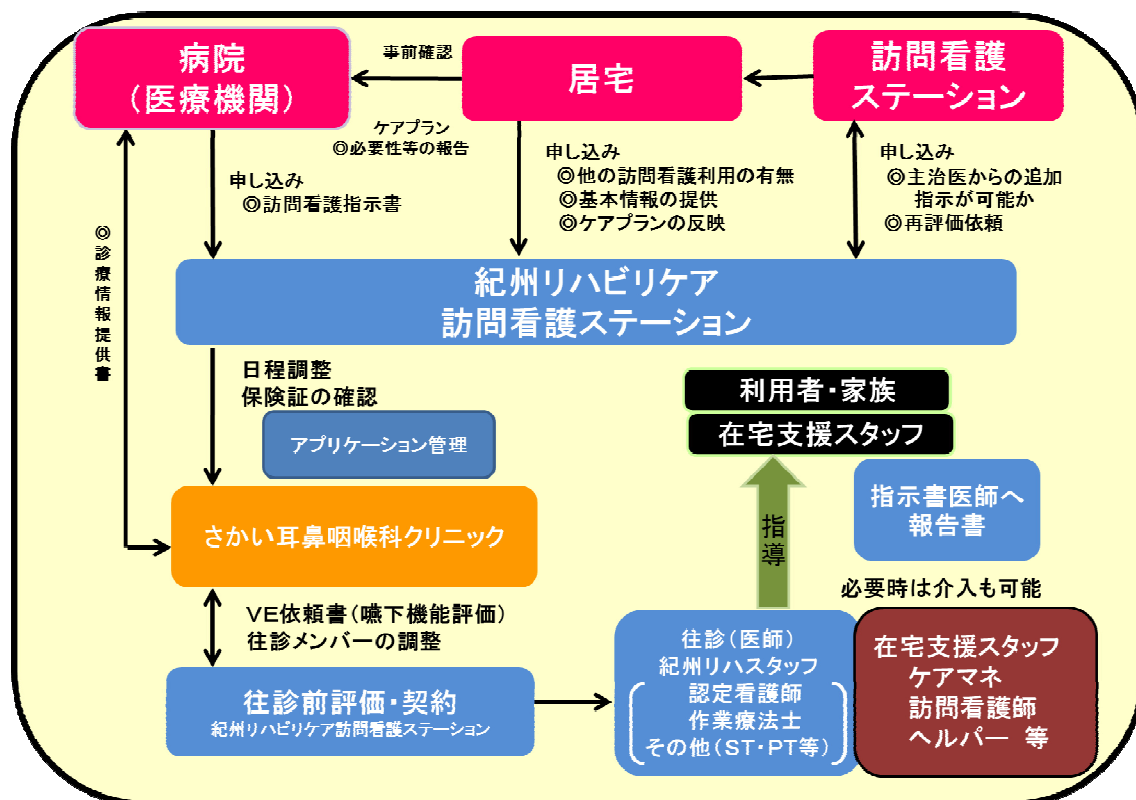 病院
（医療機関）
事前確認
居宅
訪問看護
ステーション
ケアプラン
◎必要性等の報告
申し込み
◎訪問看護指示書
申し込み
◎他の訪問看護利用の有無
◎基本情報の提供
◎ケアプランの反映
申し込み
◎主治医からの追加
指示が可能か
◎再評価依頼
◎診療情報提供書
紀州リハビリケア
訪問看護ステーション
日程調整
保険証の確認
アプリケーション管理
利用者・家族
在宅支援スタッフ
指導
指示書医師へ
報告書
さかい耳鼻咽喉科クリニック
必要時は介入も可能
VE依頼書（嚥下機能評価）
往診メンバーの調整
往診前評価・契約
紀州リハビリケア訪問看護ステーション
往診（医師）
紀州リハスタッフ
認定看護師
作業療法士
その他（ST・PT等）
在宅支援スタッフ
ケアマネ
訪問看護師
ヘルパー 等